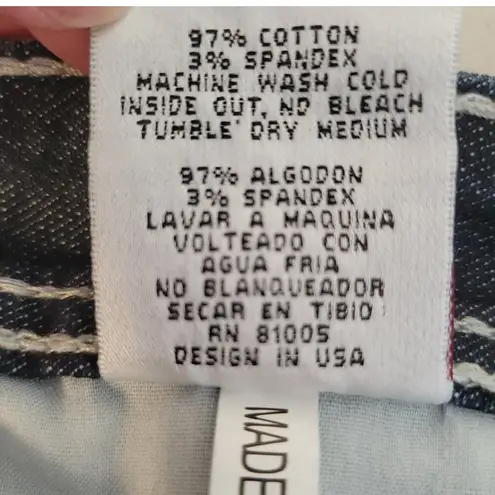 97% COTTON
3% SPANDEX
MACHINE WASH COLD
INSIDE OUT, NO BLEACH
TUMBLE DRY MEDIUM
97% ALGODON
3% SPANDEX
LAVAR A MAQUINA
VOLTEADO CON
AGUA FRIA
NO BLANQUEADOR
SECAR EN TIBIO
RN 81005
DESIGN IN USA
MADE